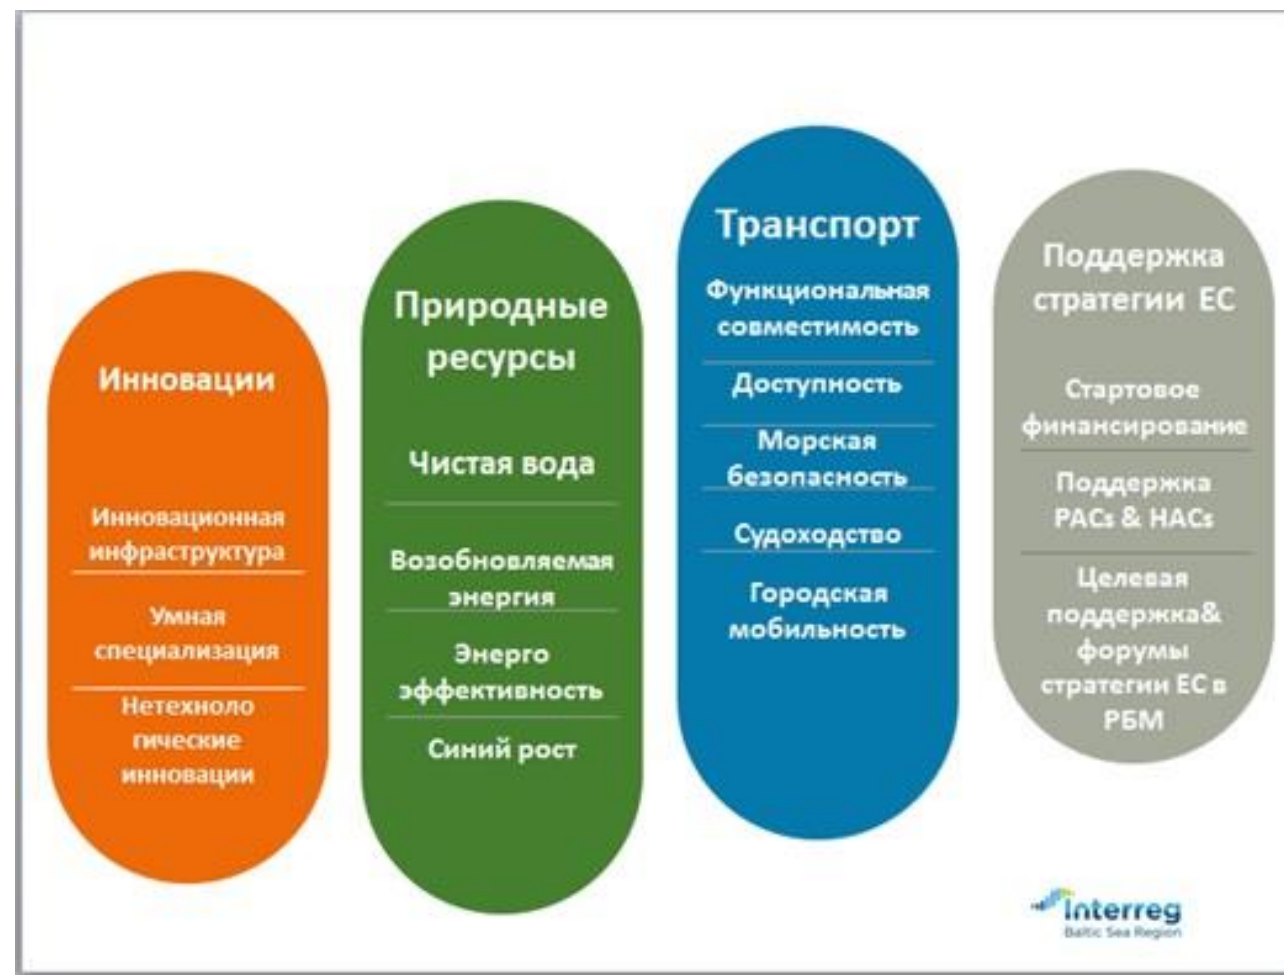 Инновации
Инновационная
инфраструктура
Умная
специализация
Нетехноло
гические
инновации
Природные
ресурсы
Чистая вода
Возобновляемая
энергия
Энерго
эффективность
Синий рост
Транспорт
Функциональная
совместимость
Доступность
Морская
безопасность
Судоходство
Городская
мобильность
Поддержка
стратегии ЕС
Стартовое
финансирование
Поддержка
PACs & HACs
Целевая
поддержка&
форумы
стратегии ЕС в
РБМ
Interreg
Baltic Sea Region